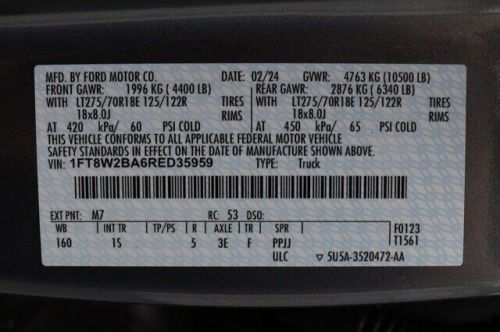 MFD. BY FORD MOTOR CO. DATE: 02/24 GVWR: 4763 KG (10500 LB)
FRONT GAWR: 1996 KG (4400 LB) REAR GAWR: 2876 KG (6340 LB)
WITH LT275/70R18E 125/122R TIRES WITH LT275/70R18E 125/122R TIRES
18x8.0J RIMS 18x8.0J RIMS
AT 420 kPa/ 60 PSI COLD AT 450 kPa/ 65 PSI COLD
THIS VEHICLE CONFORMS TO ALL APPLICABLE FEDERAL MOTOR VEHICLE
SAFETY STANDARDS IN EFFECT ON THE DATE OF MANUFACTURE SHOWN ABOVE.
VIN: 1FT8W2BA6RED35959 TYPE: Truck
EXT PNT: M7 RC: 53 DSO:
WB INT TR TP/PS R AXLE TR SPR F0123
160 1S 5 3E F PPJJ T1561
ULC 5U5A-3520472-AA